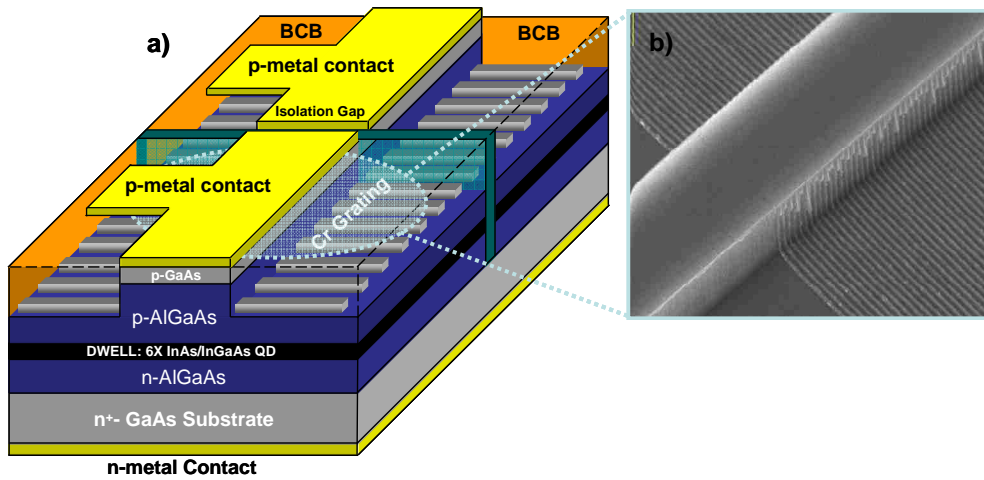 a)
BCB
BCB
p-metal contact
Isolation Gap
p-metal contact
Cr Grating
p-GaAs
p-AlGaAs
DWELL: 6X InAs/InGaAs QD
n-AlGaAs
n+- GaAs Substrate
n-metal Contact
b)